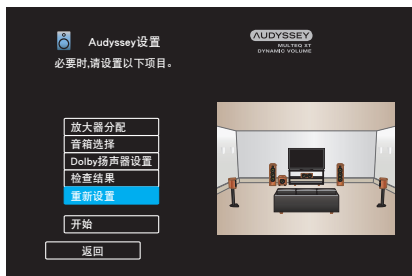 Audyssey设置
AUDYSSEY
MULTEQ XT
DYNAMIC VOLUME
必要时,请设置以下项目。
放大器分配
音箱选择
Dolby扬声器设置
检查结果
重新设置
开始
返回